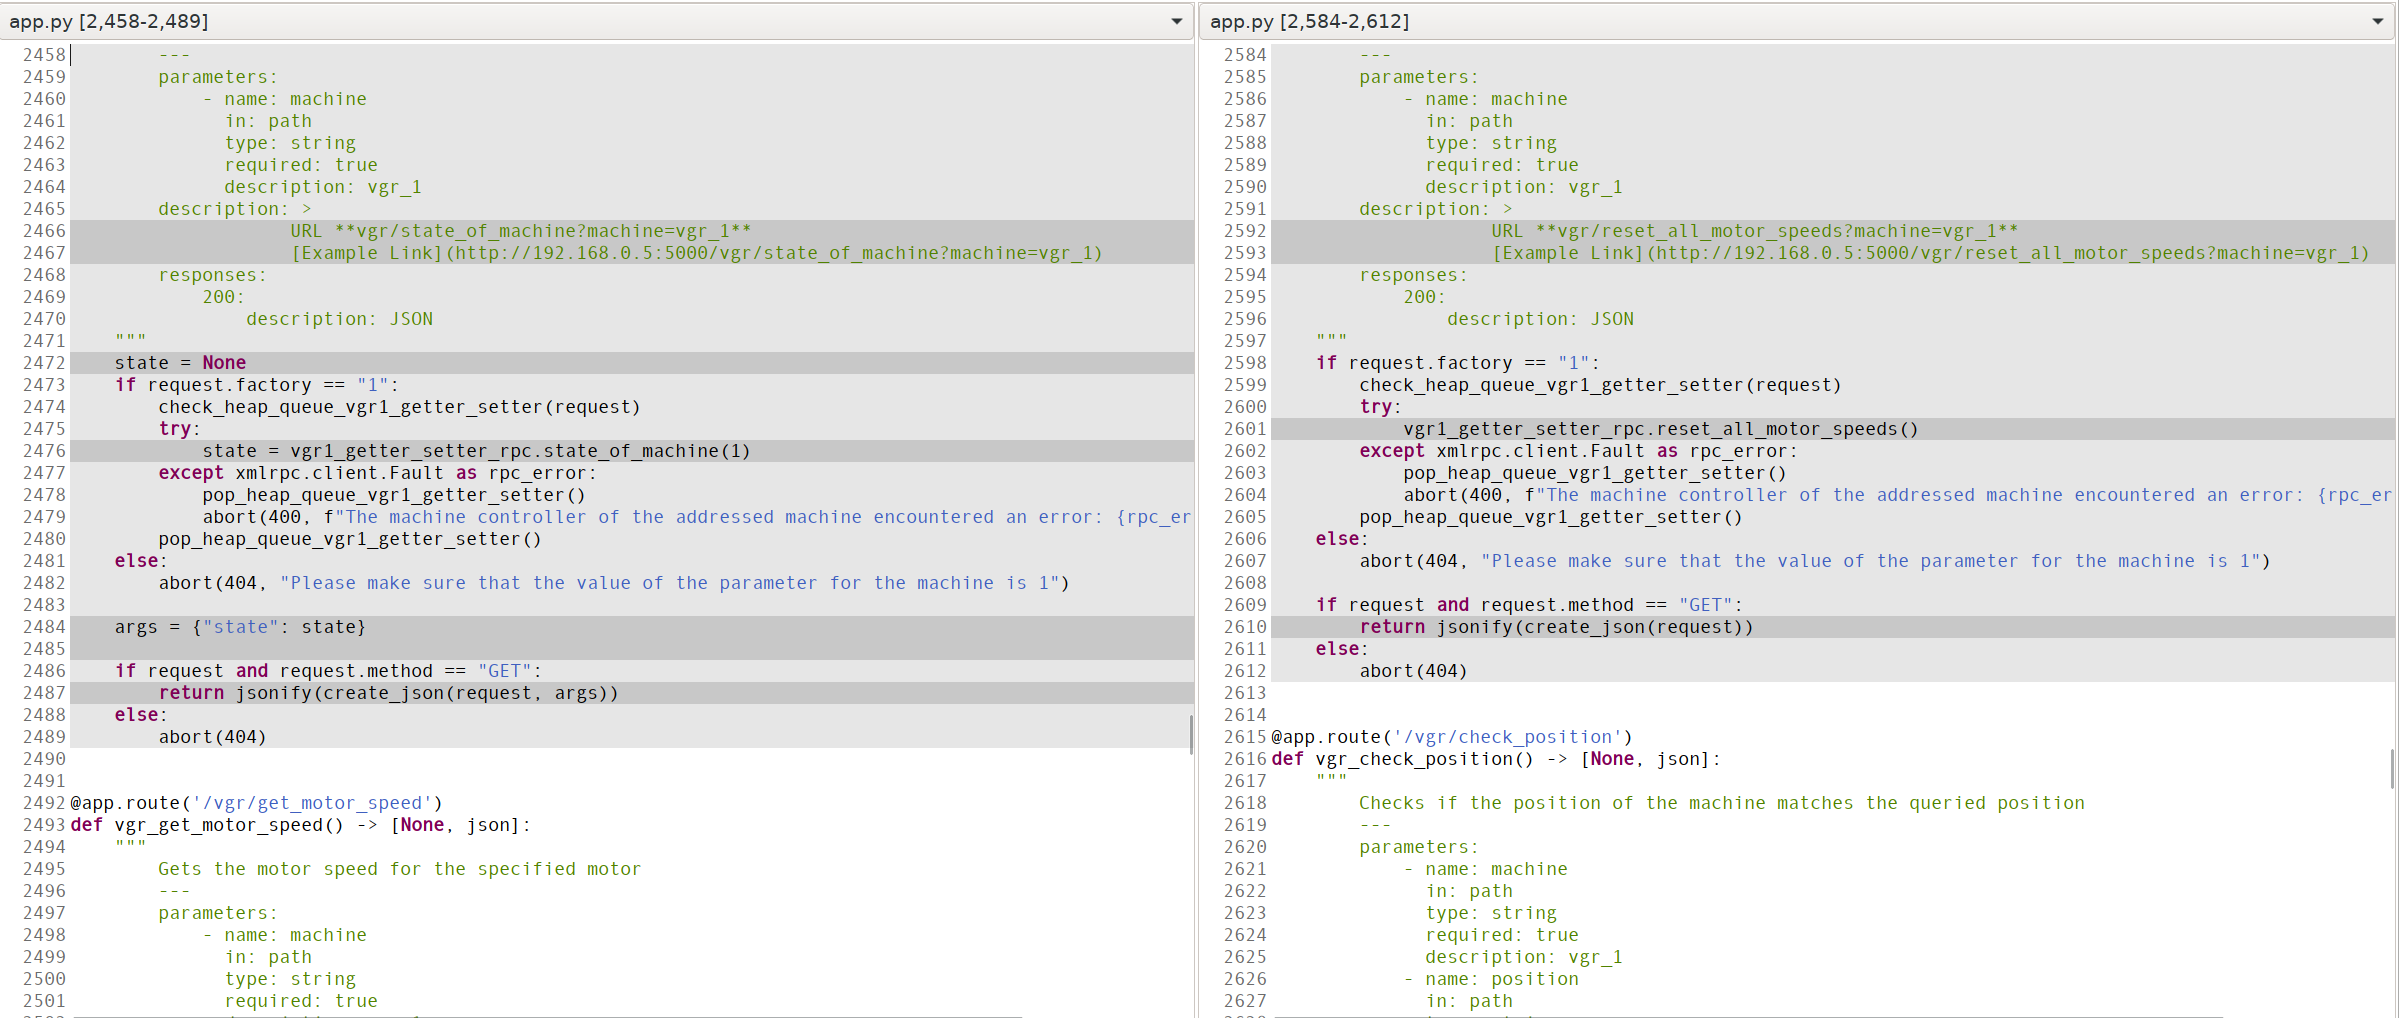 app.py [2,458-2,489]
2458         ---
2459         parameters:
2460             - name: machine
2461               in: path
2462               type: string
2463               required: true
2464               description: vgr_1
2465         description: >
2466                     URL **vgr/state_of_machine?machine=vgr_1**
2467                     [Example Link](http://192.168.0.5:5000/vgr/state_of_machine?machine=vgr_1)
2468         responses:
2469             200:
2470                 description: JSON
2471     """
2472     state = None
2473     if request.factory == "1":
2474         check_heap_queue_vgr1_getter_setter(request)
2475         try:
2476             state = vgr1_getter_setter_rpc.state_of_machine(1)
2477         except xmlrpc.client.Fault as rpc_error:
2478             pop_heap_queue_vgr1_getter_setter()
2479             abort(400, f"The machine controller of the addressed machine encountered an error: {rpc_er
2480         pop_heap_queue_vgr1_getter_setter()
2481     else:
2482         abort(404, "Please make sure that the value of the parameter for the machine is 1")
2483
2484     args = {"state": state}
2485
2486     if request and request.method == "GET":
2487         return jsonify(create_json(request, args))
2488     else:
2489         abort(404)
2490
2491
2492 @app.route('/vgr/get_motor_speed')
2493 def vgr_get_motor_speed() -> [None, json]:
2494     """
2495         Gets the motor speed for the specified motor
2496         ---
2497         parameters:
2498             - name: machine
2499               in: path
2500               type: string
2501               required: true
app.py [2,584-2,612]
2584         ---
2585         parameters:
2586             - name: machine
2587               in: path
2588               type: string
2589               required: true
2590               description: vgr_1
2591         description: >
2592                     URL **vgr/reset_all_motor_speeds?machine=vgr_1**
2593                     [Example Link](http://192.168.0.5:5000/vgr/reset_all_motor_speeds?machine=vgr_1)
2594         responses:
2595             200:
2596                 description: JSON
2597     """
2598     if request.factory == "1":
2599         check_heap_queue_vgr1_getter_setter(request)
2600         try:
2601             vgr1_getter_setter_rpc.reset_all_motor_speeds()
2602         except xmlrpc.client.Fault as rpc_error:
2603             pop_heap_queue_vgr1_getter_setter()
2604             abort(400, f"The machine controller of the addressed machine encountered an error: {rpc_er
2605         pop_heap_queue_vgr1_getter_setter()
2606     else:
2607         abort(404, "Please make sure that the value of the parameter for the machine is 1")
2608
2609     if request and request.method == "GET":
2610         return jsonify(create_json(request))
2611     else:
2612         abort(404)
2613
2614
2615 @app.route('/vgr/check_position')
2616 def vgr_check_position() -> [None, json]:
2617     """
2618         Checks if the position of the machine matches the queried position
2619         ---
2620         parameters:
2621             - name: machine
2622               in: path
2623               type: string
2624               required: true
2625               description: vgr_1
2626             - name: position
2627               in: path